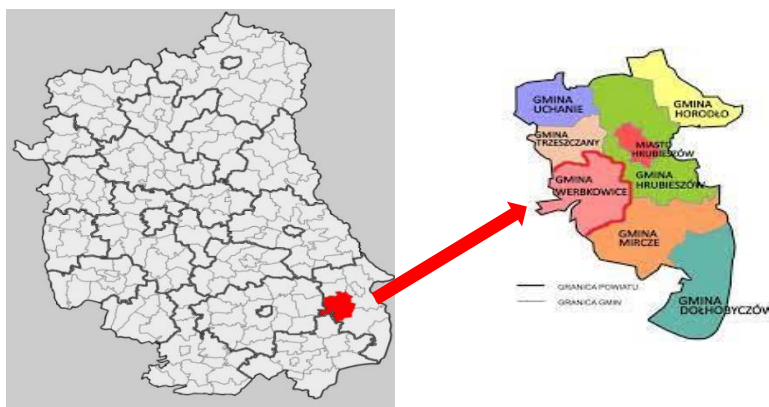 GMINA
UCHANIE
GMINA
HORODŁO
GMINA
TRZESZCZANY
MIASTO
HRUBIESZÓW
GMINA
WERBKOWICE
GMINA
HRUBIESZÓW
GMINA
MIRCZE
GRANICA POWIATU
GRANICA GMIN
GMINA
DOŁHOBYCZÓW